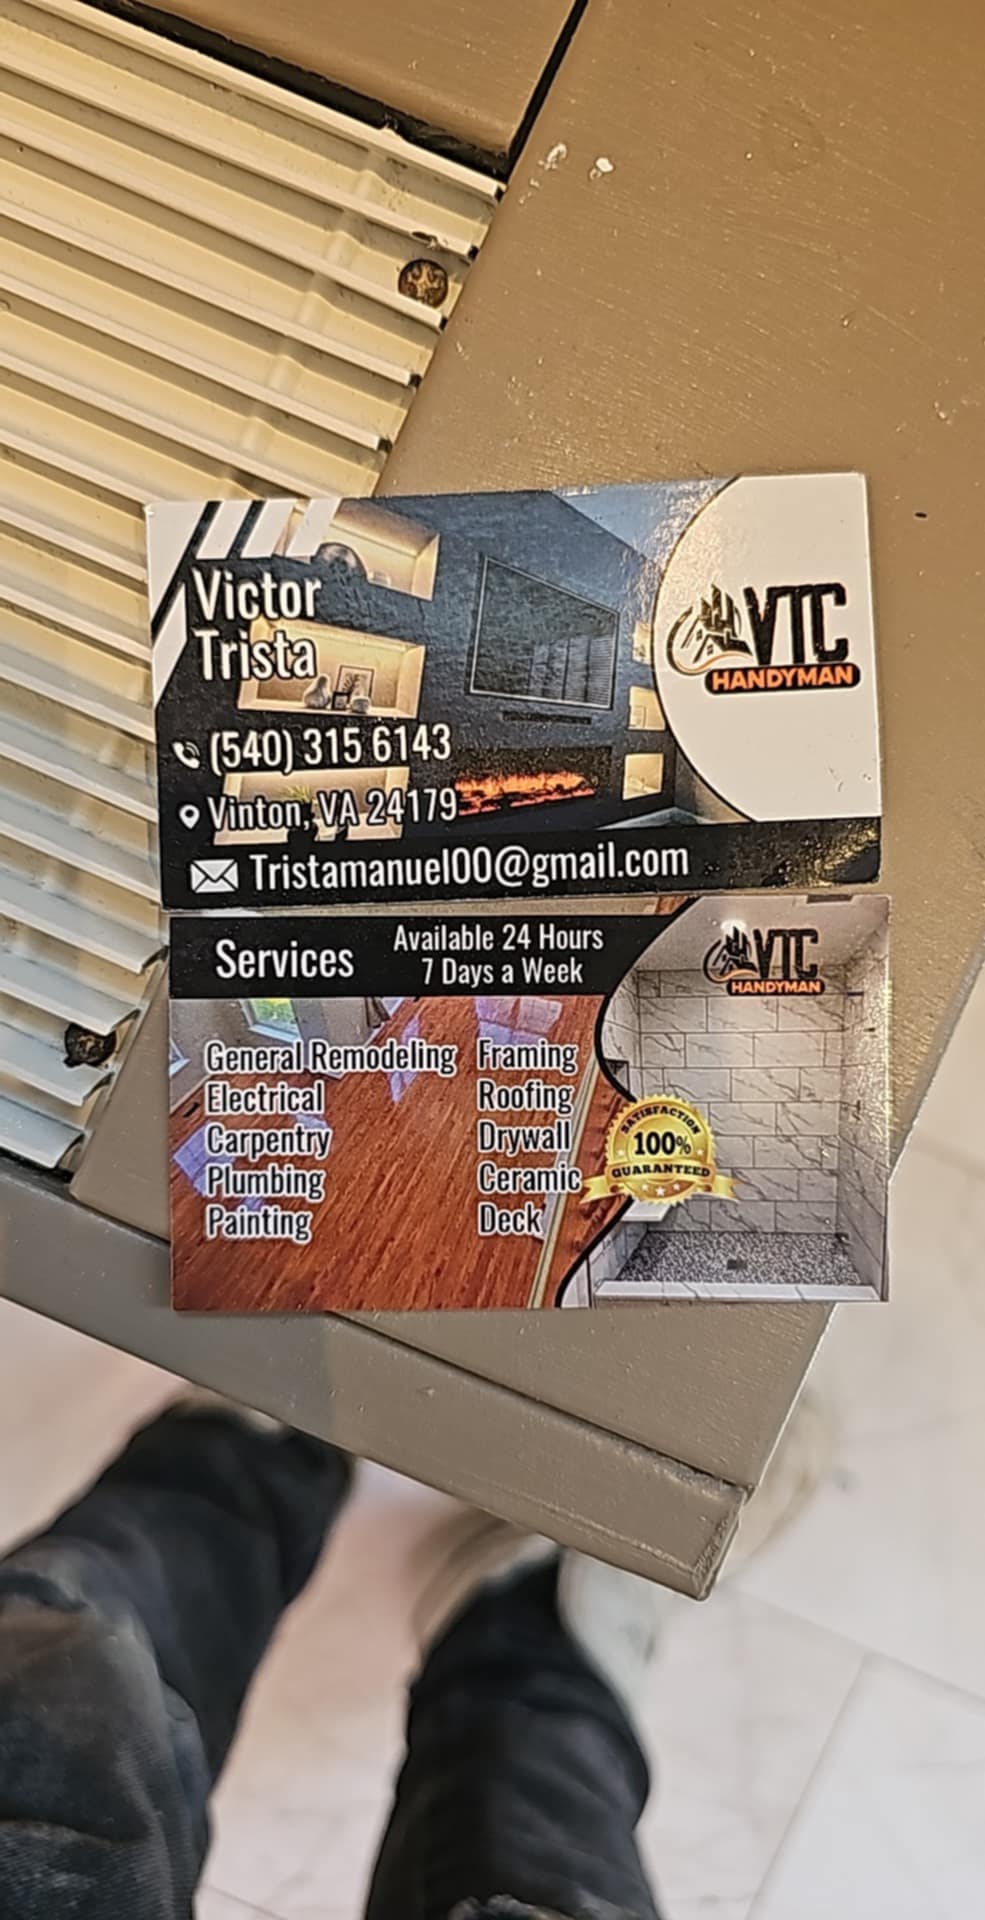 Victor
Trista
(540) 315 6143
Vinton, VA 24179
Tristamanuel00@gmail.com
VTC
HANDYMAN
Services
Available 24 Hours
7 Days a Week
VTC
HANDYMAN
General Remodeling
Electrical
Carpentry
Plumbing
Painting
Framing
Roofing
Drywall
Ceramic
Deck
SATISFACTION
100%
GUARANTEED